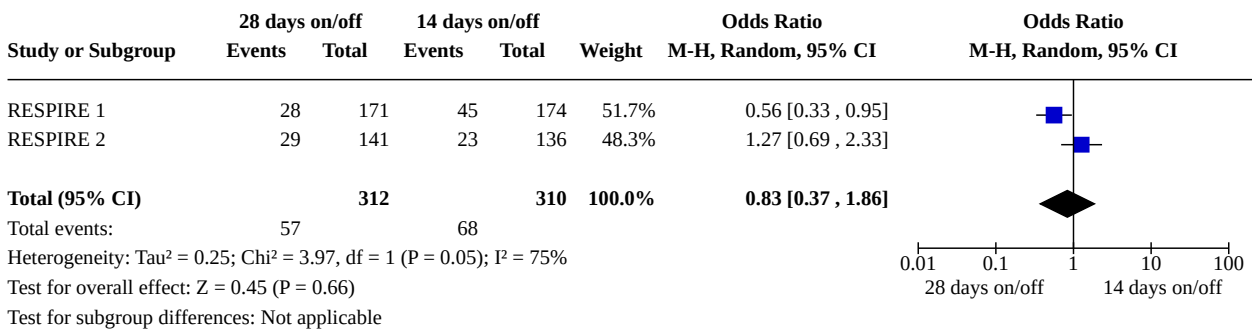 28 days on/off 14 days on/off Odds Ratio Odds Ratio
Study or Subgroup Events Total Events Total Weight M-H, Random, 95% CI M-H, Random, 95% CI
RESPIRE 1 28 171 45 174 51.7% 0.56 [0.33 , 0.95]
RESPIRE 2 29 141 23 136 48.3% 1.27 [0.69 , 2.33]
Total (95% CI) 312 310 100.0% 0.83 [0.37 , 1.86]
Total events: 57 68
Heterogeneity: Tau² = 0.25; Chi² = 3.97, df = 1 (P = 0.05); I² = 75%
0.01 0.1 1 10 100
Test for overall effect: Z = 0.45 (P = 0.66) 28 days on/off 14 days on/off
Test for subgroup differences: Not applicable